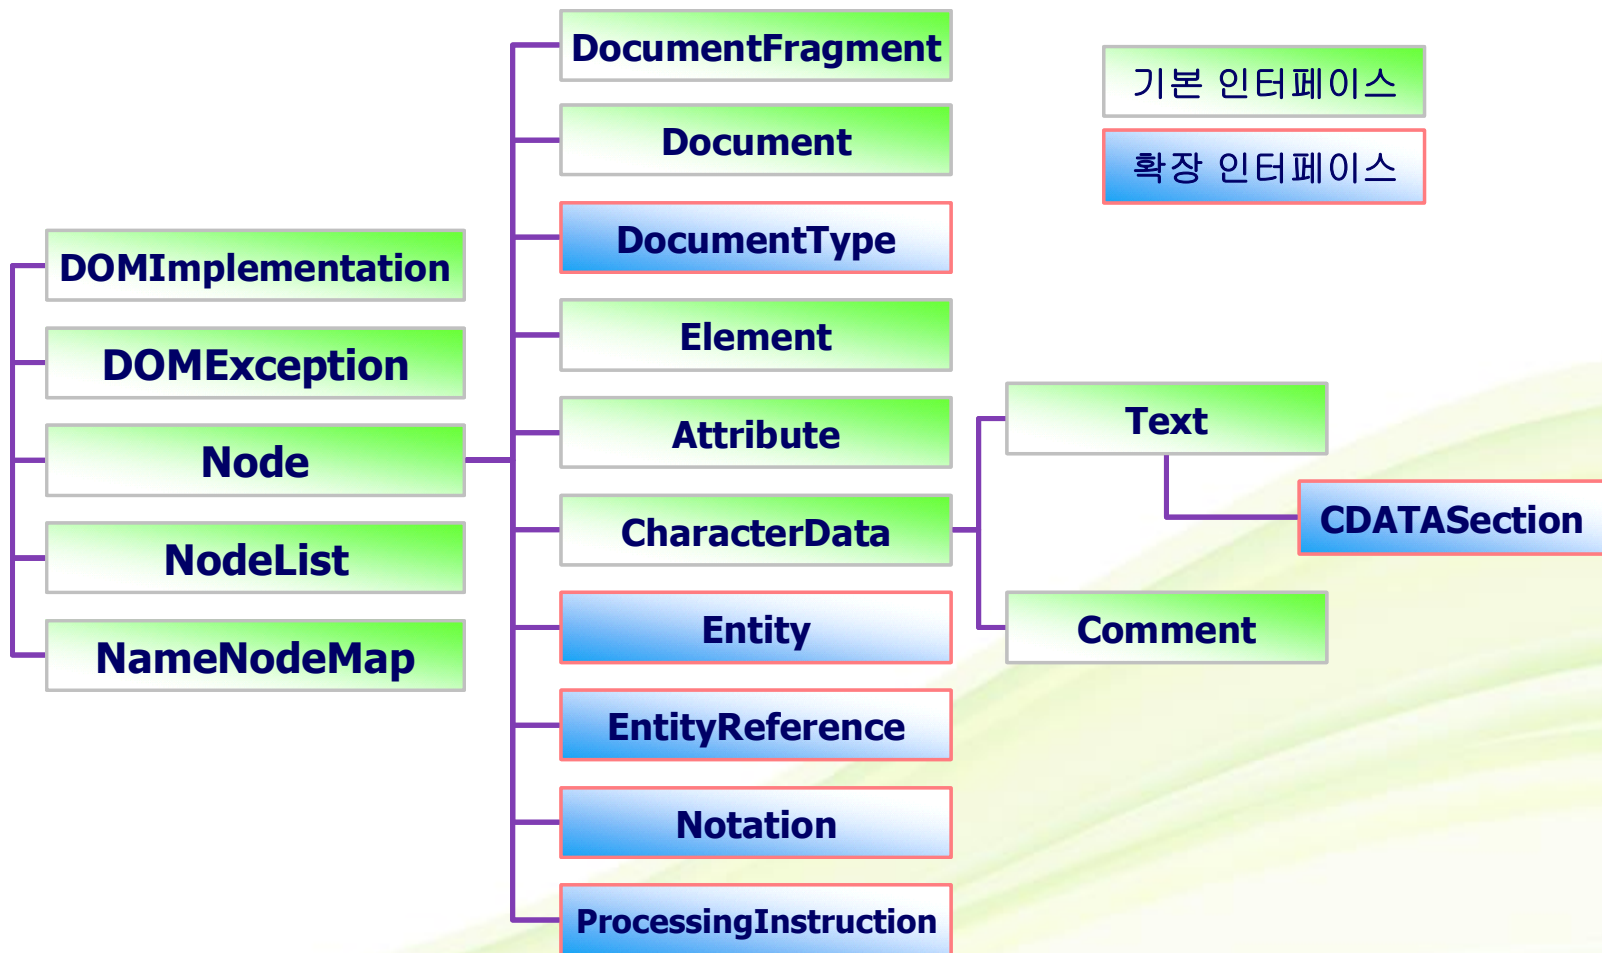 DocumentFragment
기본 인터페이스
Document
확장 인터페이스
DocumentType
DOMImplementation
Element
DOMException
Attribute
Text
Node
CharacterData
CDATASection
NodeList
Entity
Comment
NameNodeMap
EntityReference
Notation
ProcessingInstruction